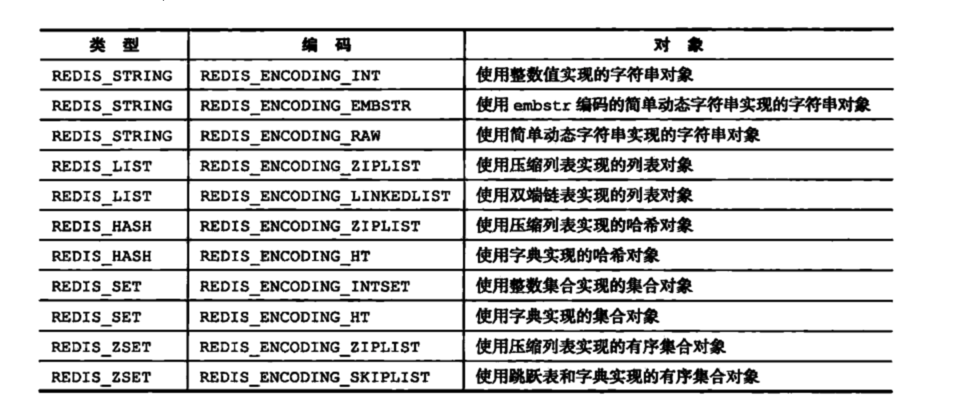 类 型 编 码 对 象
REDIS_STRING REDIS_ENCODING_INT 使用整数值实现的字符串对象
REDIS_STRING REDIS_ENCODING_EMBSTR 使用 embstr 编码的简单动态字符串实现的字符串对象
REDIS_STRING REDIS_ENCODING_RAW 使用简单动态字符串实现的字符串对象
REDIS_LIST REDIS_ENCODING_ZIPLIST 使用压缩列表实现的列表对象
REDIS_LIST REDIS_ENCODING_LINKEDLIST 使用双端链表实现的列表对象
REDIS_HASH REDIS_ENCODING_ZIPLIST 使用压缩列表实现的哈希对象
REDIS_HASH REDIS_ENCODING_HT 使用字典实现的哈希对象
REDIS_SET REDIS_ENCODING_INTSET 使用整数集合实现的集合对象
REDIS_SET REDIS_ENCODING_HT 使用字典实现的集合对象
REDIS_ZSET REDIS_ENCODING_ZIPLIST 使用压缩列表实现的有序集合对象
REDIS_ZSET REDIS_ENCODING_SKIPLIST 使用跳跃表和字典实现的有序集合对象